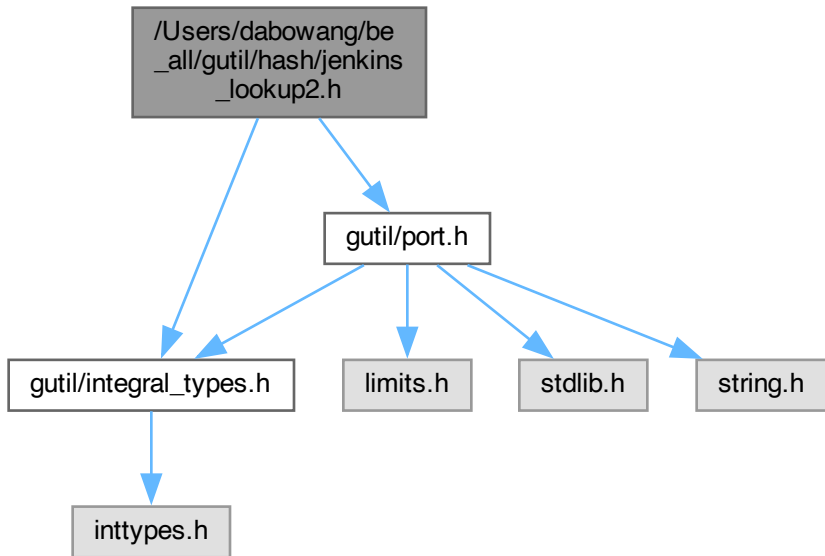 /Users/dabowang/be
_all/gutil/hash/jenkins
_lookup2.h
gutil/port.h
gutil/integral_types.h
limits.h
stdlib.h
string.h
inttypes.h